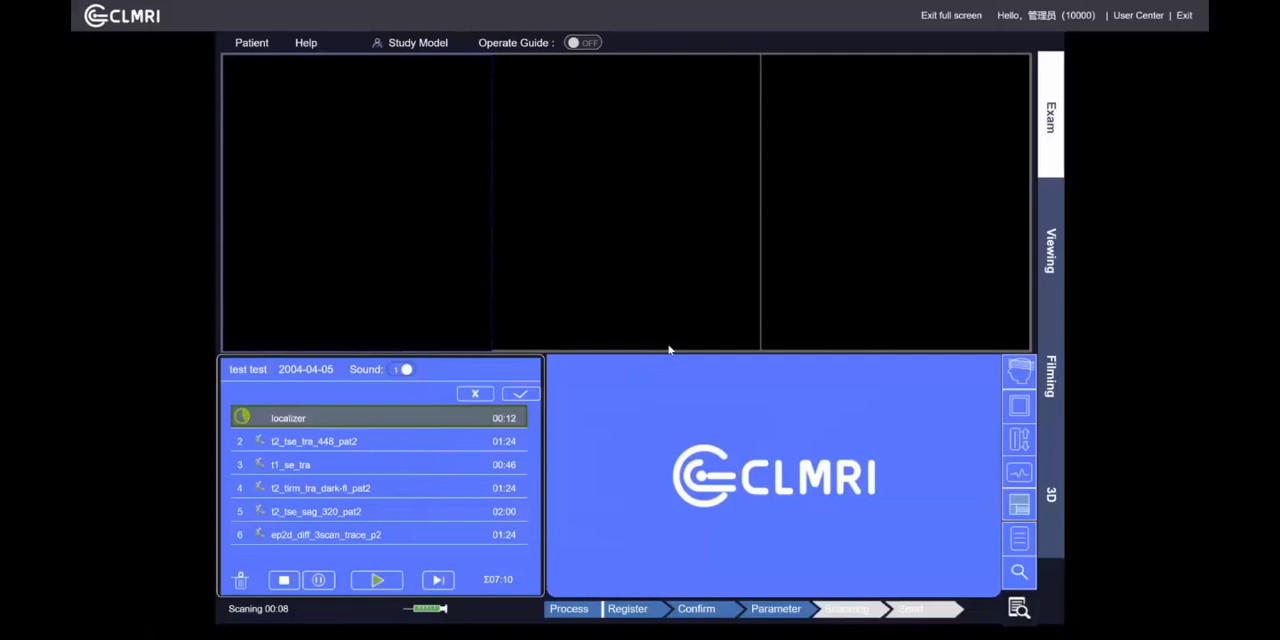 CLMRI
Exit full screen Hello, 管理员 (10000) | User Center | Exit
Patient Help Study Model Operate Guide : OFF
Exam
Viewing
Filming
3D
test test 2004-04-05 Sound: 1
X
localizer 00:12
2 t2_tse_tra_448_pat2 01:24
3 t1_se_tra 00:46
4 t2_tirm_tra_dark-fl_pat2 01:24
5 t2_tse_sag_320_pat2 02:00
6 ep2d_diff_3scan_trace_p2 01:24
Σ07:10
CLMRI
Scaning 00:08
Process Register Confirm Parameter Scanning Send